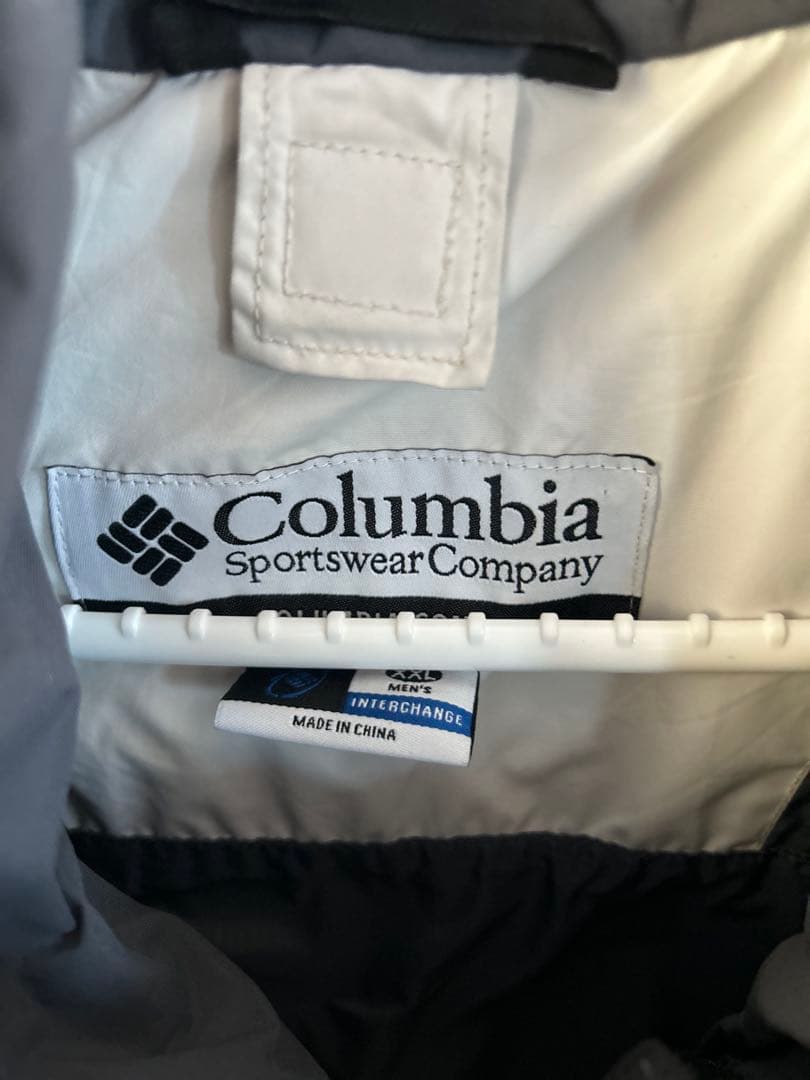 Columbia
Sportswear Company
XXL
MEN'S
INTERCHANGE
MADE IN CHINA